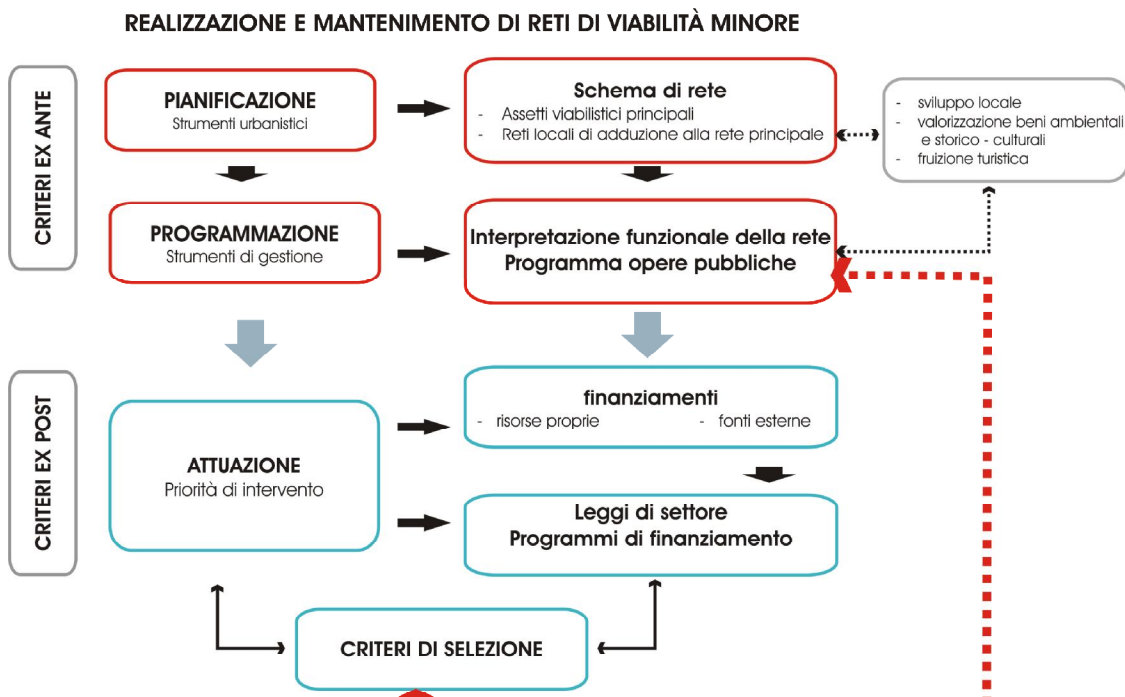 REALIZZAZIONE E MANTENIMENTO DI RETI DI VIABILITÀ MINORE
CRITERI EX ANTE
PIANIFICAZIONE
Strumenti urbanistici
Schema di rete
- Assetti viabilistici principali
- Reti locali di adduzione alla rete principale
- sviluppo locale
- valorizzazione beni ambientali
e storico - culturali
- fruizione turistica
PROGRAMMAZIONE
Strumenti di gestione
Interpretazione funzionale della rete
Programma opere pubbliche
CRITERI EX POST
ATTUAZIONE
Priorità di intervento
finanziamenti
- risorse proprie - fonti esterne
Leggi di settore
Programmi di finanziamento
CRITERI DI SELEZIONE